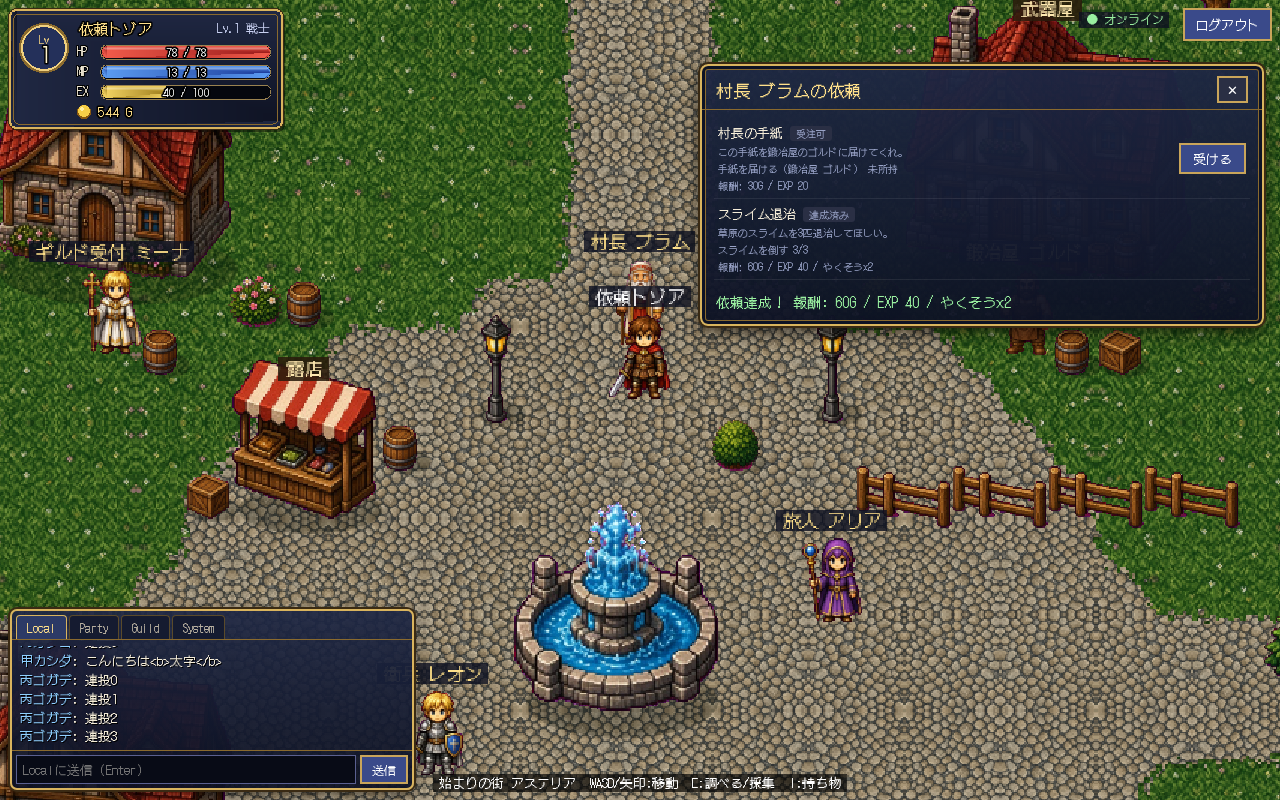 Lv
1
依頼トゾア
Lv.1 戦士
HP
78 / 78
MP
13 / 13
EX
40 / 100
544 G
武器屋
オンライン
ログアウト
村長 ブラムの依頼
×
村長の手紙 受注可
この手紙を鍛冶屋のゴルドに届けてくれ。
手紙を届ける（鍛冶屋 ゴルド） 未所持
報酬: 30G / EXP 20
受ける
スライム退治 達成済み
草原のスライムを3匹退治してほしい。
スライムを倒す 3/3
報酬: 60G / EXP 40 / やくそうx2
依頼達成！ 報酬: 60G / EXP 40 / やくそうx2
鍛冶屋 ゴルド
ギルド受付 ミーナ
村長 ブラム
依頼トゾア
露店
旅人 アリア
レオン
Local
Party
Guild
System
甲カシダ: こんにちは<b>太字</b>
丙ゴガデ: 連投0
丙ゴガデ: 連投1
丙ゴガデ: 連投2
丙ゴガデ: 連投3
Localに送信（Enter）
送信
始まりの街 アステリア WASD/矢印:移動 E:調べる/採集 I:持ち物